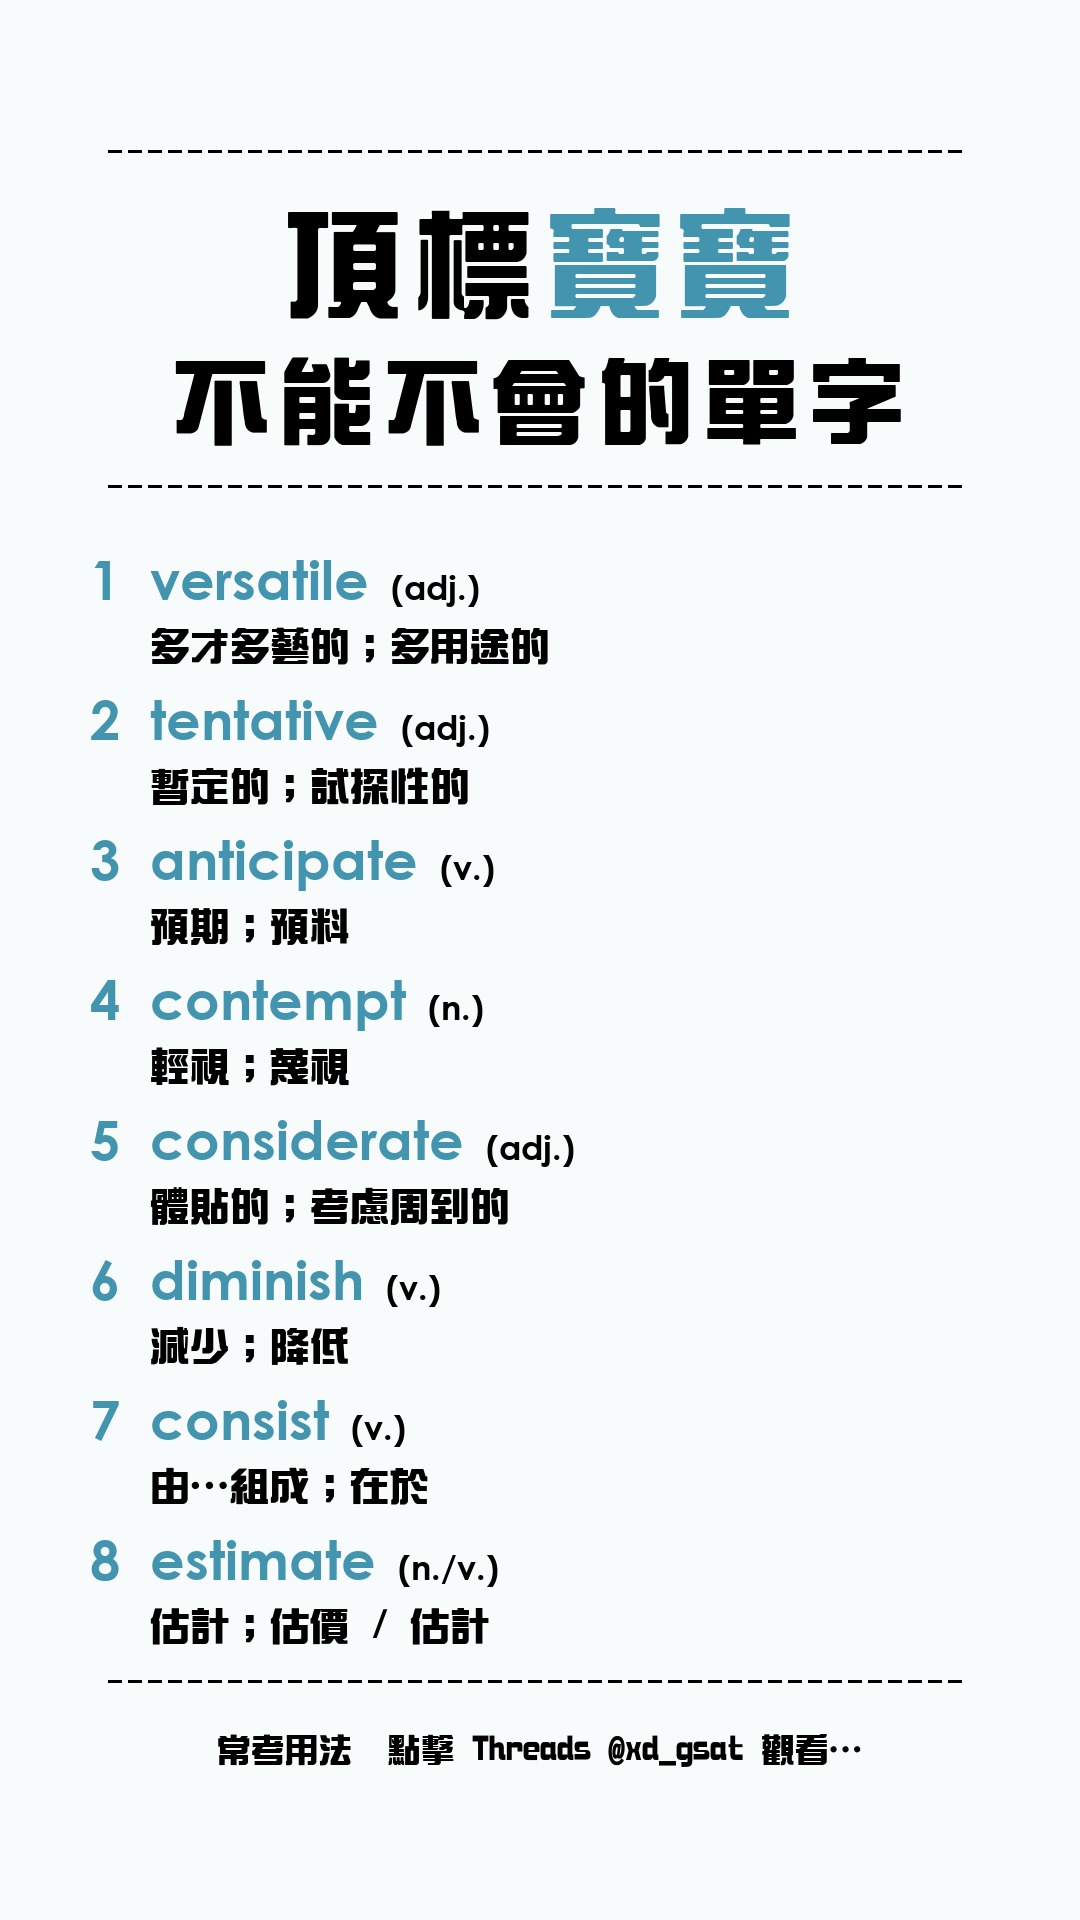 頂標寶寶
不能不會的單字
1 versatile (adj.)
多才多藝的；多用途的
2 tentative (adj.)
暫定的；試探性的
3 anticipate (v.)
預期；預料
4 contempt (n.)
輕視；蔑視
5 considerate (adj.)
體貼的；考慮周到的
6 diminish (v.)
減少；降低
7 consist (v.)
由…組成；在於
8 estimate (n./v.)
估計；估價 / 估計
常考用法 點擊 Threads @xd_gsat 觀看…